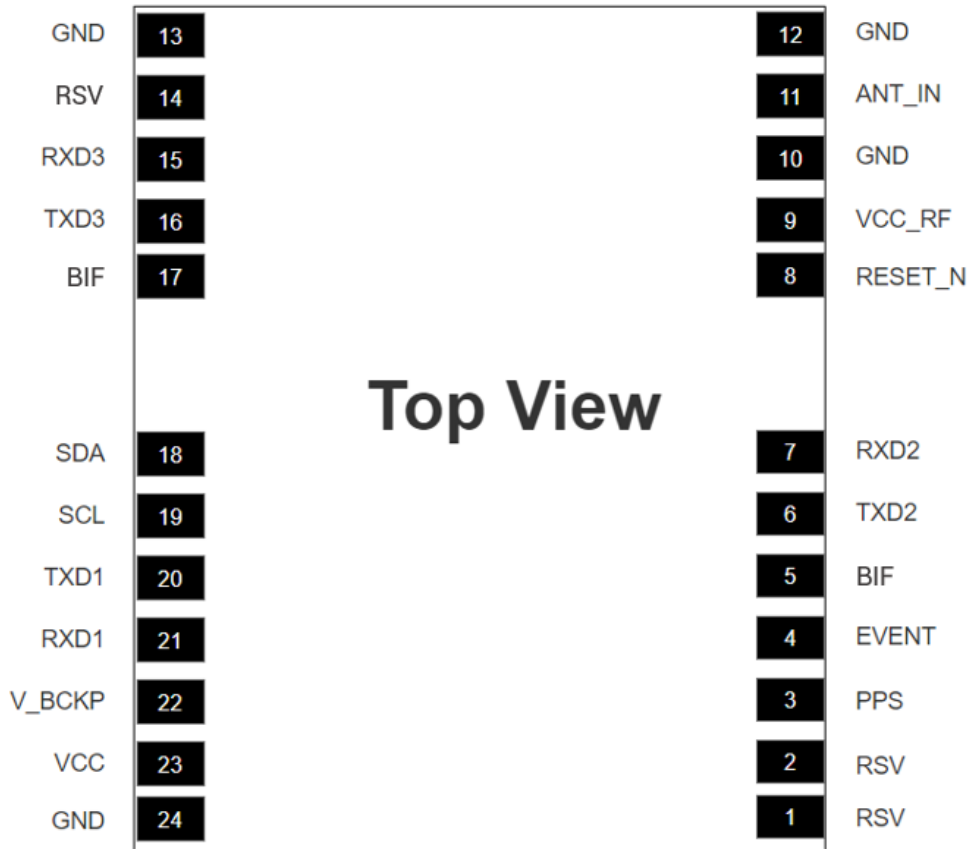 GND 13 12 GND
RSV 14 11 ANT_IN
RXD3 15 10 GND
TXD3 16 9 VCC_RF
BIF 17 8 RESET_N
Top View
SDA 18 7 RXD2
SCL 19 6 TXD2
TXD1 20 5 BIF
RXD1 21 4 EVENT
V_BCKP 22 3 PPS
VCC 23 2 RSV
GND 24 1 RSV